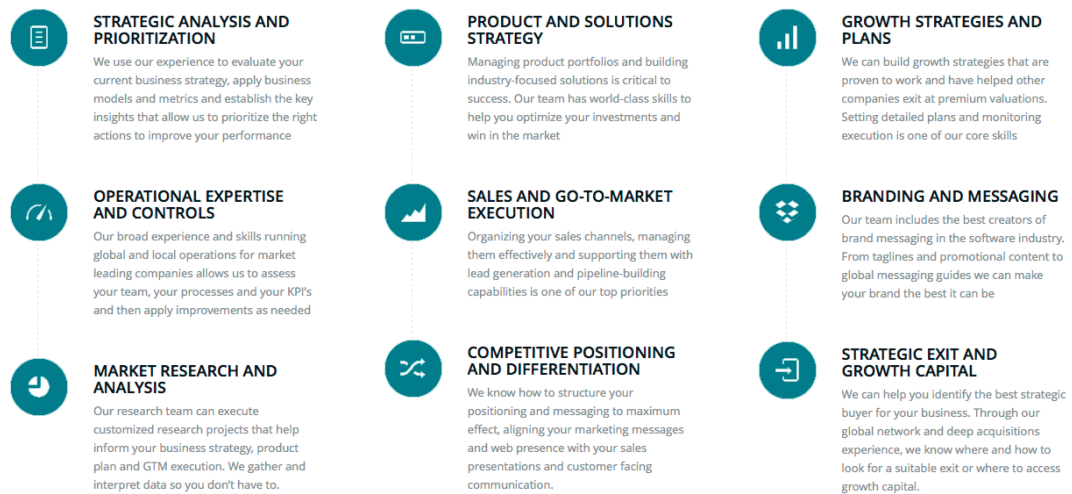 STRATEGIC ANALYSIS AND
PRIORITIZATION
We use our experience to evaluate your
current business strategy, apply business
models and metrics and establish the key
insights that allow us to prioritize the right
actions to improve your performance
PRODUCT AND SOLUTIONS
STRATEGY
Managing product portfolios and building
industry-focused solutions is critical to
success. Our team has world-class skills to
help you optimize your investments and
win in the market
GROWTH STRATEGIES AND
PLANS
We can build growth strategies that are
proven to work and have helped other
companies exit at premium valuations.
Setting detailed plans and monitoring
execution is one of our core skills
OPERATIONAL EXPERTISE
AND CONTROLS
Our broad experience and skills running
global and local operations for market
leading companies allows us to assess
your team, your processes and your KPI's
and then apply improvements as needed
SALES AND GO-TO-MARKET
EXECUTION
Organizing your sales channels, managing
them effectively and supporting them with
lead generation and pipeline-building
capabilities is one of our top priorities
BRANDING AND MESSAGING
Our team includes the best creators of
brand messaging in the software industry.
From taglines and promotional content to
global messaging guides we can make
your brand the best it can be
MARKET RESEARCH AND
ANALYSIS
Our research team can execute
customized research projects that help
inform your business strategy, product
plan and GTM execution. We gather and
interpret data so you don't have to.
COMPETITIVE POSITIONING
AND DIFFERENTIATION
We know how to structure your
positioning and messaging to maximum
effect, aligning your marketing messages
and web presence with your sales
presentations and customer facing
communication.
STRATEGIC EXIT AND
GROWTH CAPITAL
We can help you identify the best strategic
buyer for your business. Through our
global network and deep acquisitions
experience, we know where and how to
look for a suitable exit or where to access
growth capital.